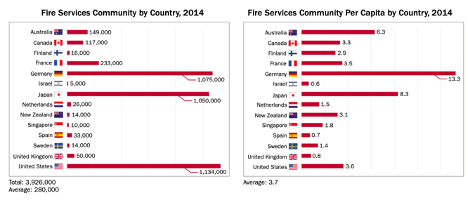 Fire Services Community by Country, 2014
Australia 149,000
Canada 117,000
Finland 16,000
France 233,000
Germany 1,075,000
Israel 5,000
Japan 1,050,000
Netherlands 26,000
New Zealand 14,000
Singapore 10,000
Spain 33,000
Sweden 14,000
United Kingdom 50,000
United States 1,134,000
Total: 3,926,000
Average: 280,000
Fire Services Community Per Capita by Country, 2014
Australia 6.3
Canada 3.3
Finland 2.9
France 3.5
Germany 13.3
Israel 0.6
Japan 8.3
Netherlands 1.5
New Zealand 3.1
Singapore 1.8
Spain 0.7
Sweden 1.4
United Kingdom 0.8
United States 3.6
Average: 3.7